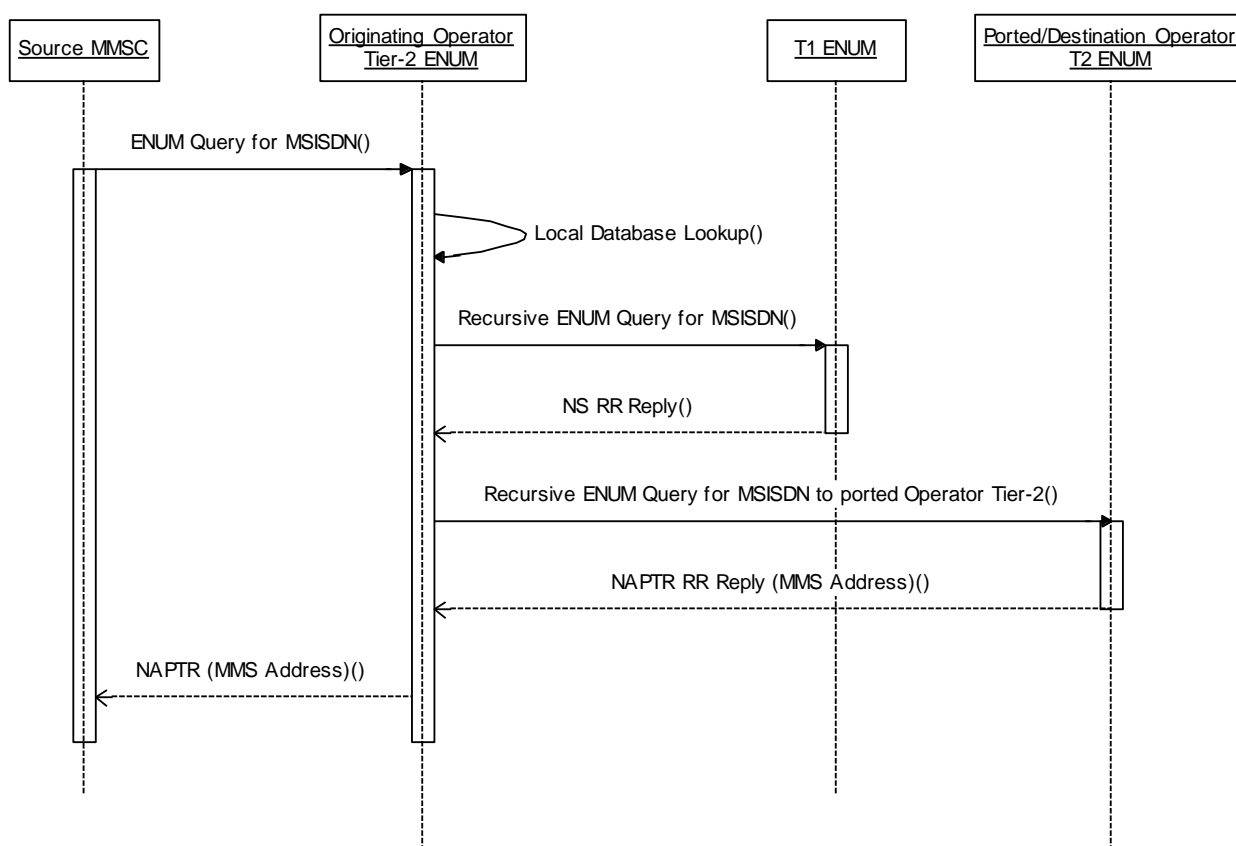 Source MMSC
Originating Operator
Tier-2 ENUM
T1 ENUM
Ported/Destination Operator
T2 ENUM
ENUM Query for MSISDN()
Local Database Lookup()
Recursive ENUM Query for MSISDN()
NS RR Reply()
Recursive ENUM Query for MSISDN to ported Operator Tier-2()
NAPTR RR Reply (MMS Address)()
NAPTR (MMS Address)()